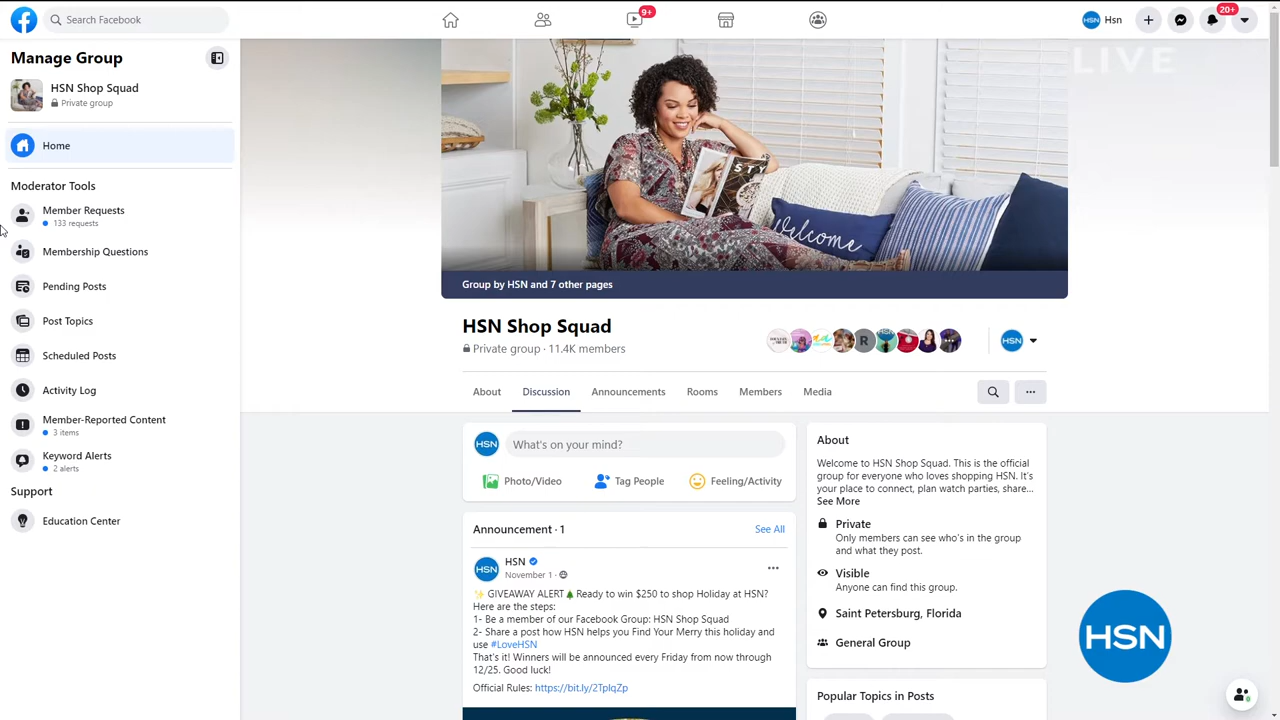 Search Facebook
9+
Hsn
20+
Manage Group
HSN Shop Squad
Private group
Home
Moderator Tools
Member Requests
133 requests
Membership Questions
Pending Posts
Post Topics
Scheduled Posts
Activity Log
Member-Reported Content
3 items
Keyword Alerts
2 alerts
Support
Education Center
LIVE
STY
welcome
Group by HSN and 7 other pages
HSN Shop Squad
Private group · 11.4K members
R
HSN
About Discussion Announcements Rooms Members Media
HSN What's on your mind?
Photo/Video Tag People Feeling/Activity
Announcement · 1 See All
HSN
HSN
November 1 ·
✨ GIVEAWAY ALERT🎄Ready to win $250 to shop Holiday at HSN?
Here are the steps:
1- Be a member of our Facebook Group: HSN Shop Squad
2- Share a post how HSN helps you Find Your Merry this holiday and
use #LoveHSN
That's it! Winners will be announced every Friday from now through
12/25. Good luck!
Official Rules: https://bit.ly/2TplqZp
About
Welcome to HSN Shop Squad. This is the official
group for everyone who loves shopping HSN. It's
your place to connect, plan watch parties, share...
See More
Private
Only members can see who's in the group
and what they post.
Visible
Anyone can find this group.
Saint Petersburg, Florida
General Group
Popular Topics in Posts
HSN